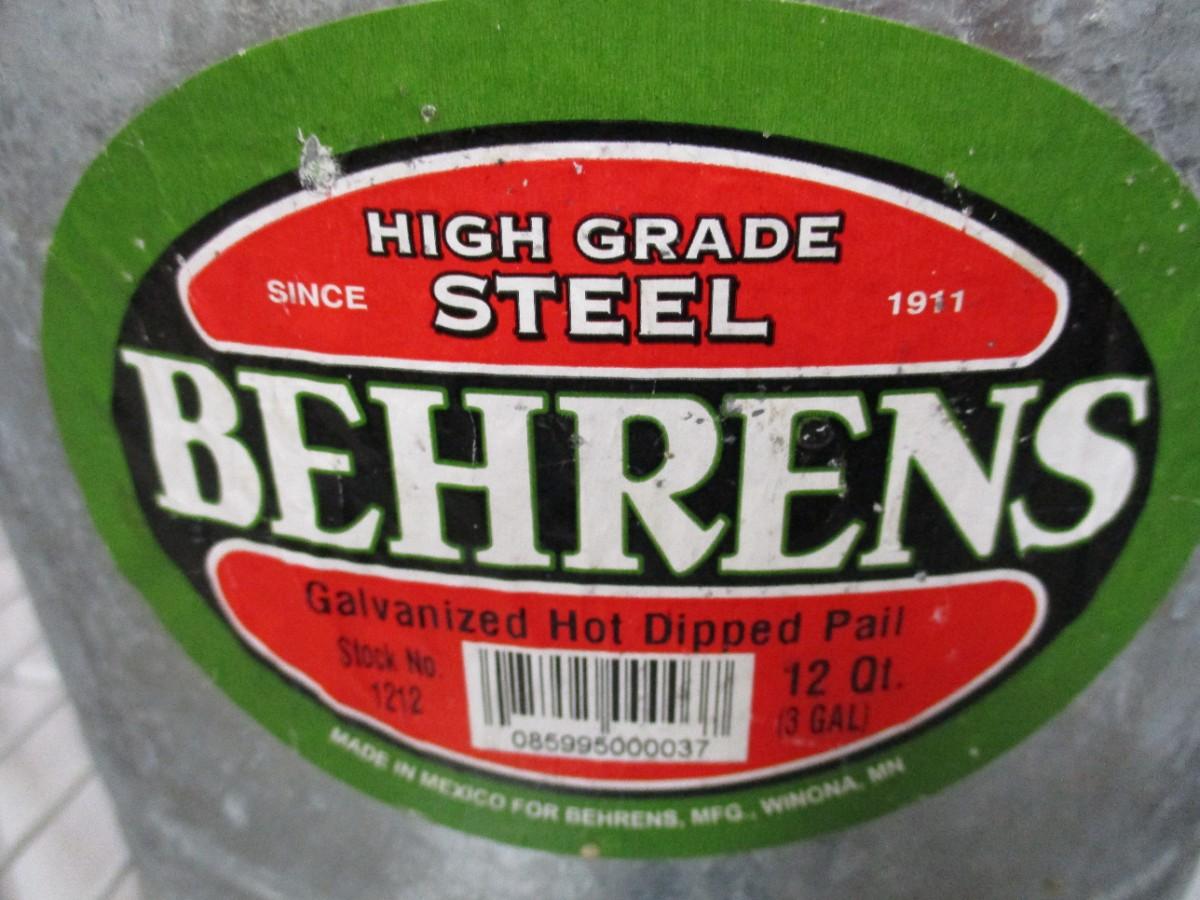 HIGH GRADE
SINCE STEEL 1911
BEHRENS
Galvanized Hot Dipped Pail
Stock No. 12 Qt.
1212 (3 GAL)
085995000037
MADE IN MEXICO FOR BEHRENS, MFG., WINONA, MN